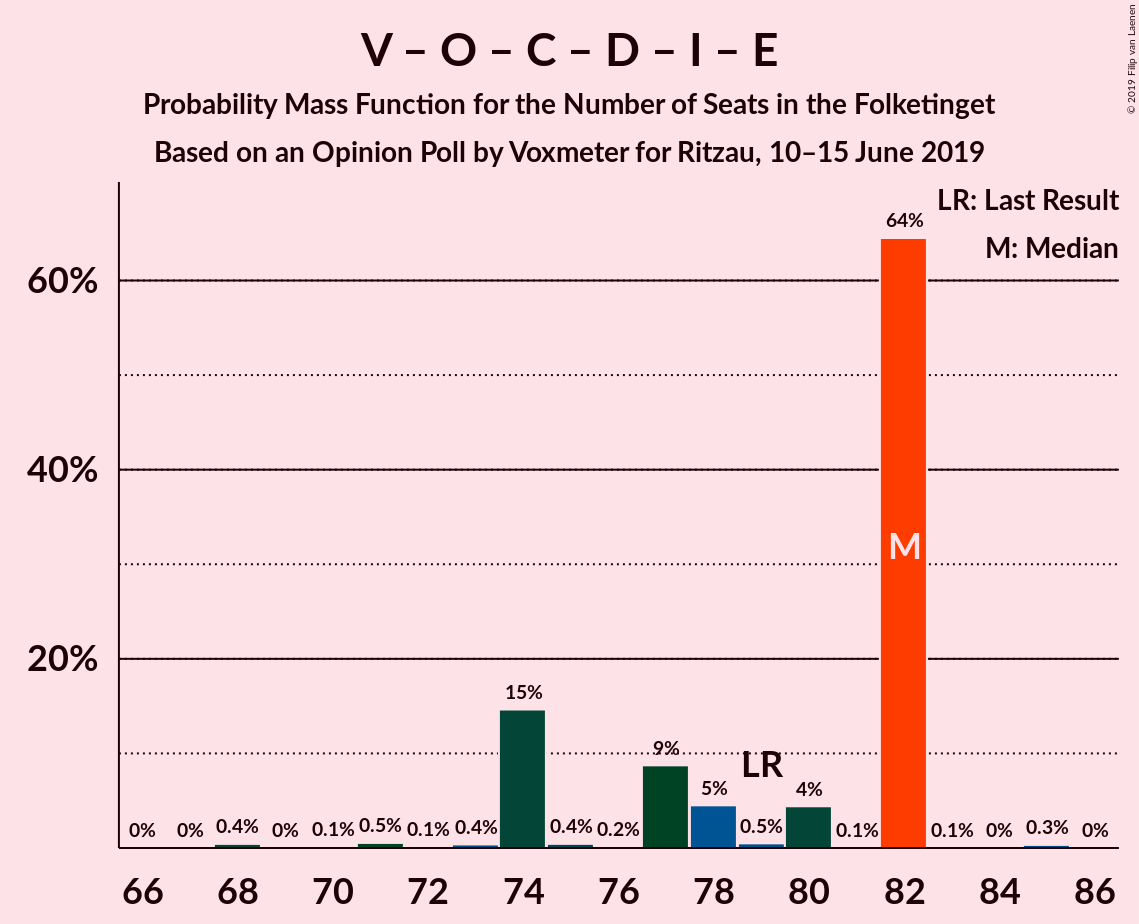 V – O – C – D – I – E
Probability Mass Function for the Number of Seats in the Folketinget
Based on an Opinion Poll by Voxmeter for Ritzau, 10–15 June 2019
© 2019 Filip van Laenen
LR: Last Result
M: Median
60%
40%
20%
0% 0% 0.4% 0% 0.1% 0.5% 0.1% 0.4% 15% 0.4% 0.2% 9% 5% 0.5% 4% 0.1% 64% 0.1% 0% 0.3% 0%
LR
M
66 68 70 72 74 76 78 80 82 84 86